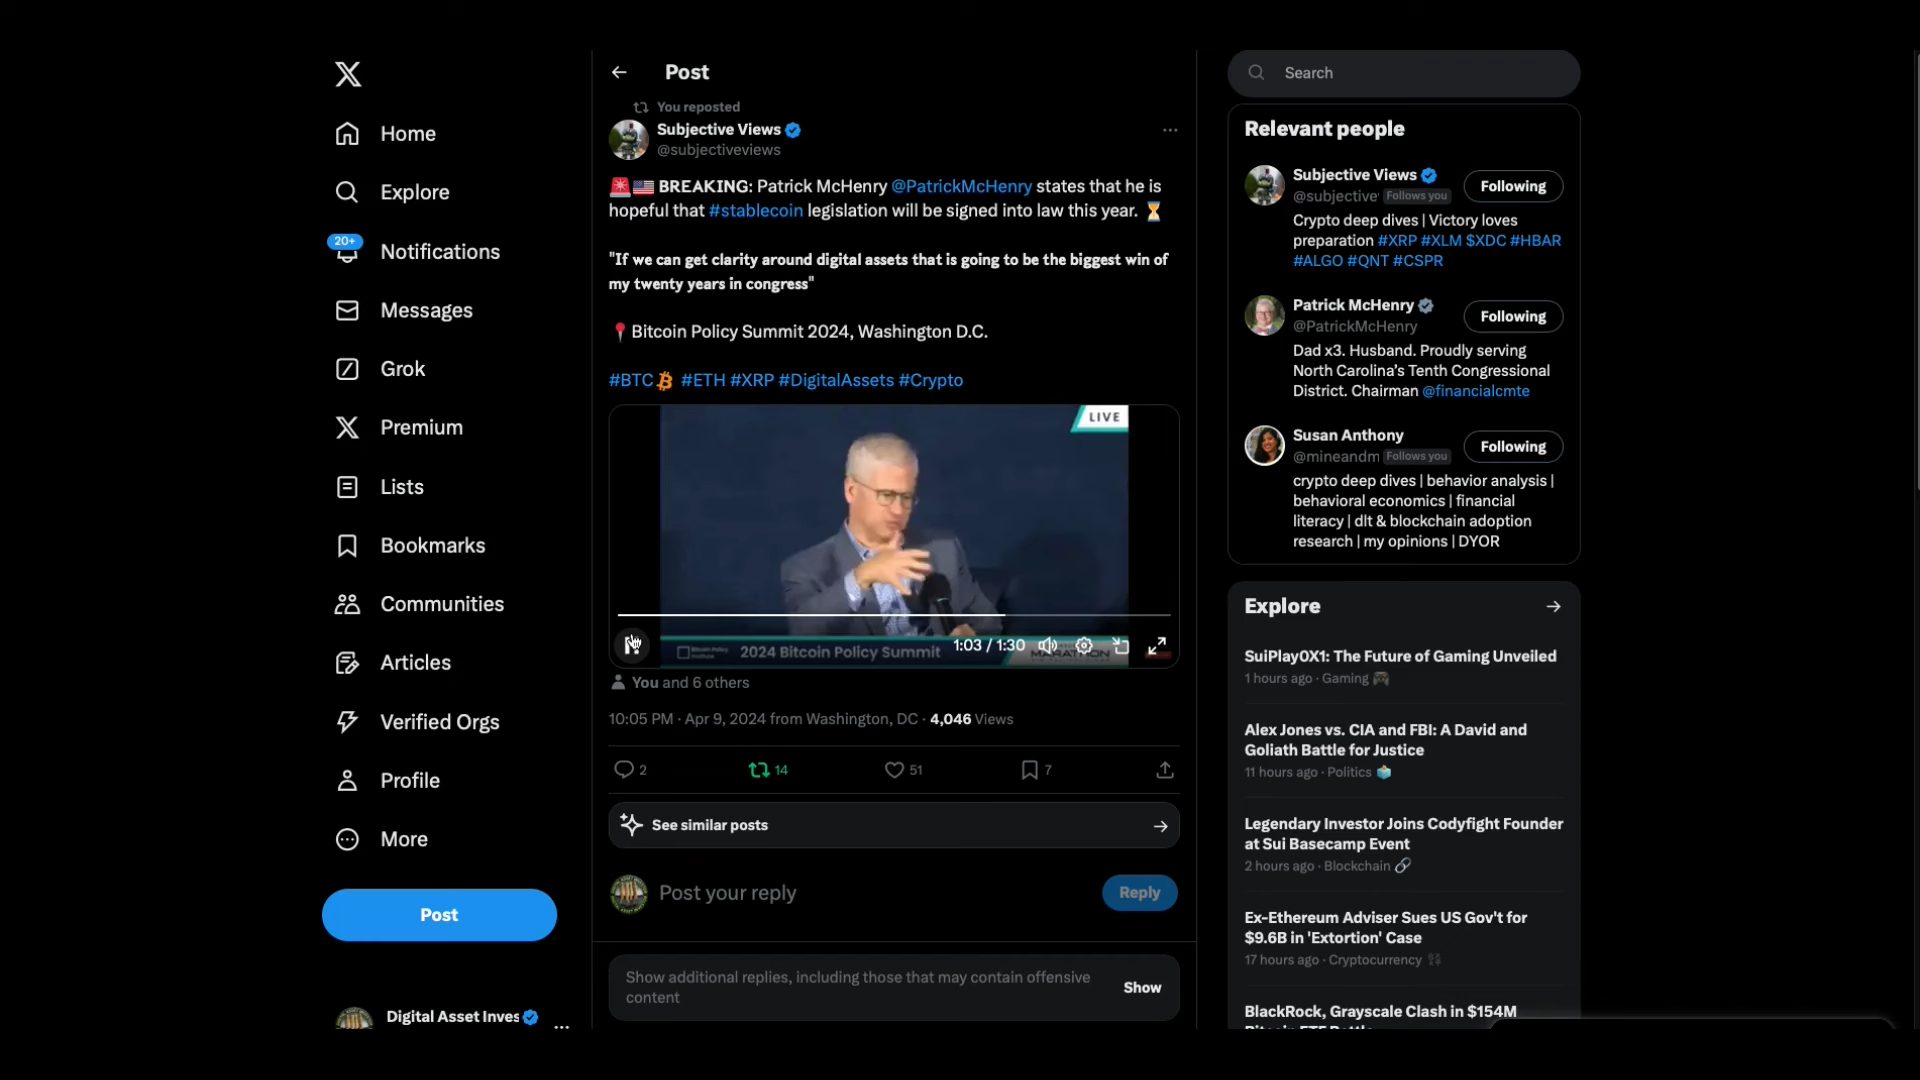 Home
Explore
20+
Notifications
Messages
Grok
Premium
Lists
Bookmarks
Communities
Articles
Verified Orgs
Profile
More
Post
Digital Asset Inves
Post
You reposted
Subjective Views
@subjectiveviews
BREAKING: Patrick McHenry @PatrickMcHenry states that he is
hopeful that #stablecoin legislation will be signed into law this year.
"If we can get clarity around digital assets that is going to be the biggest win of
my twenty years in congress"
Bitcoin Policy Summit 2024, Washington D.C.
#BTC #ETH #XRP #DigitalAssets #Crypto
LIVE
1:03 / 1:30
2024 Bitcoin Policy Summit
MARATHON
You and 6 others
10:05 PM · Apr 9, 2024 from Washington, DC · 4,046 Views
2
14
51
7
See similar posts
Post your reply
Reply
Show additional replies, including those that may contain offensive
content
Show
Search
Relevant people
Subjective Views
@subjective Follows you
Following
Crypto deep dives | Victory loves
preparation #XRP #XLM $XDC #HBAR
#ALGO #QNT #CSPR
Patrick McHenry
@PatrickMcHenry
Following
Dad x3. Husband. Proudly serving
North Carolina's Tenth Congressional
District. Chairman @financialcmte
Susan Anthony
@mineandm Follows you
Following
crypto deep dives | behavior analysis |
behavioral economics | financial
literacy | dlt & blockchain adoption
research | my opinions | DYOR
Explore
SuiPlay0X1: The Future of Gaming Unveiled
1 hours ago · Gaming
Alex Jones vs. CIA and FBI: A David and
Goliath Battle for Justice
11 hours ago · Politics
Legendary Investor Joins Codyfight Founder
at Sui Basecamp Event
2 hours ago · Blockchain
Ex-Ethereum Adviser Sues US Gov't for
$9.6B in 'Extortion' Case
17 hours ago · Cryptocurrency
BlackRock, Grayscale Clash in $154M